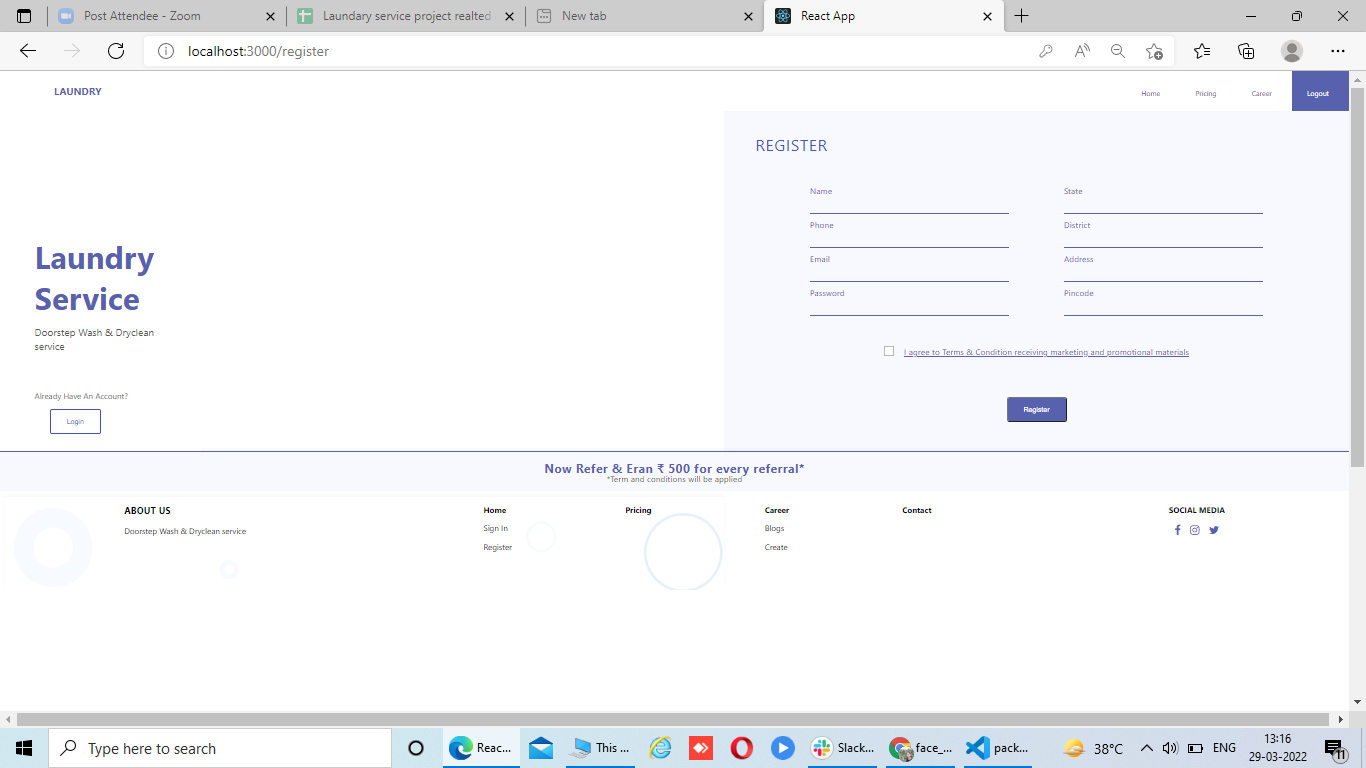 Post Attendee - Zoom
Laundary service project realted
New tab
React App
localhost:3000/register
LAUNDRY
Home
Pricing
Career
Logout
REGISTER
Name
State
Phone
District
Email
Address
Password
Pincode
I agree to Terms & Condition receiving marketing and promotional materials
Register
Laundry
Service
Doorstep Wash & Dryclean
service
Already Have An Account?
Login
Now Refer & Eran ₹ 500 for every referral*
*Term and conditions will be applied
ABOUT US
Doorstep Wash & Dryclean service
Home
Sign In
Register
Pricing
Career
Blogs
Create
Contact
SOCIAL MEDIA
Type here to search
Reac...
This ...
Slack...
face_...
pack...
38°C
ENG
13:16
29-03-2022
11